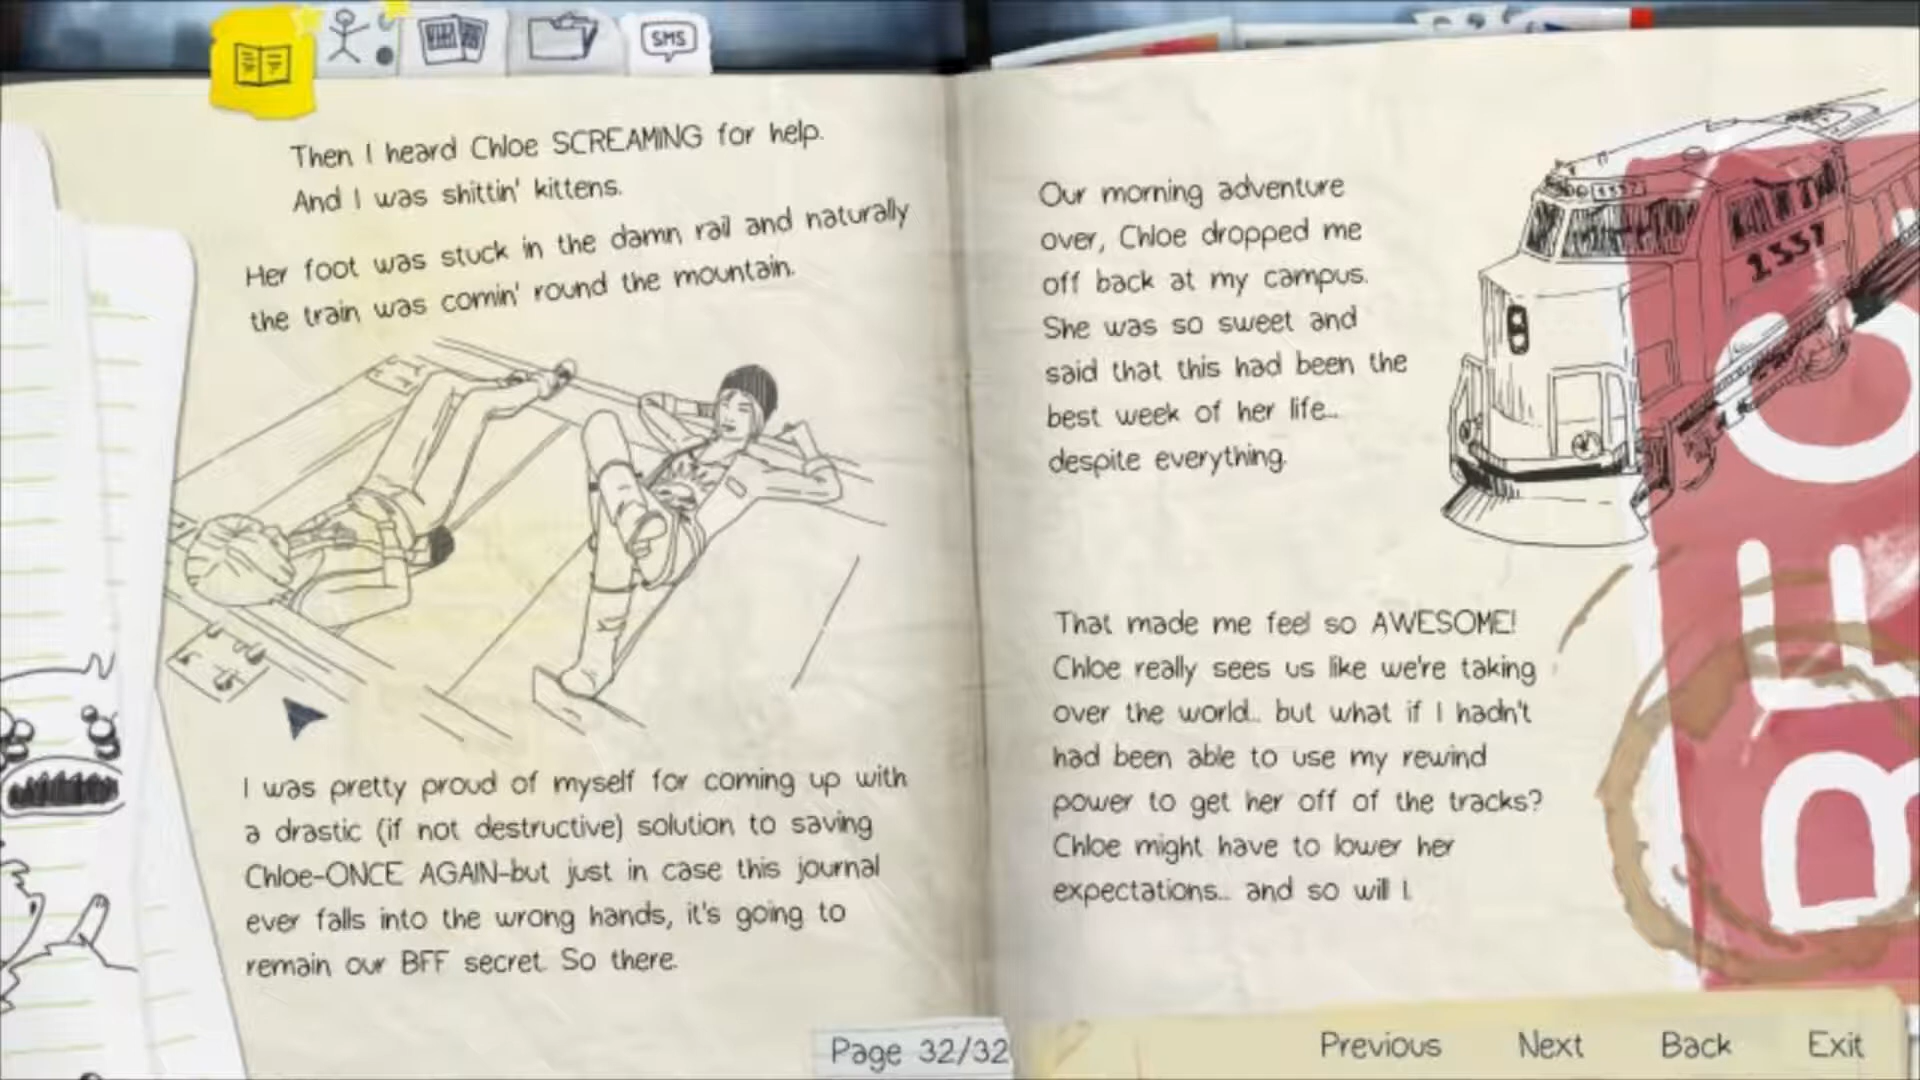 SMS
Then I heard Chloe SCREAMING for help.
And I was shittin' kittens.
Her foot was stuck in the damn rail and naturally
the train was comin' round the mountain.
I was pretty proud of myself for coming up with
a drastic (if not destructive) solution to saving
Chloe-ONCE AGAIN-but just in case this journal
ever falls into the wrong hands, it's going to
remain our BFF secret. So there.
Our morning adventure
over, Chloe dropped me
off back at my campus.
She was so sweet and
said that this had been the
best week of her life...
despite everything.
1337
That made me feel so AWESOME!
Chloe really sees us like we're taking
over the world... but what if I hadn't
had been able to use my rewind
power to get her off of the tracks?
Chloe might have to lower her
expectations... and so will I.
Page 32/32
Previous
Next
Back
Exit